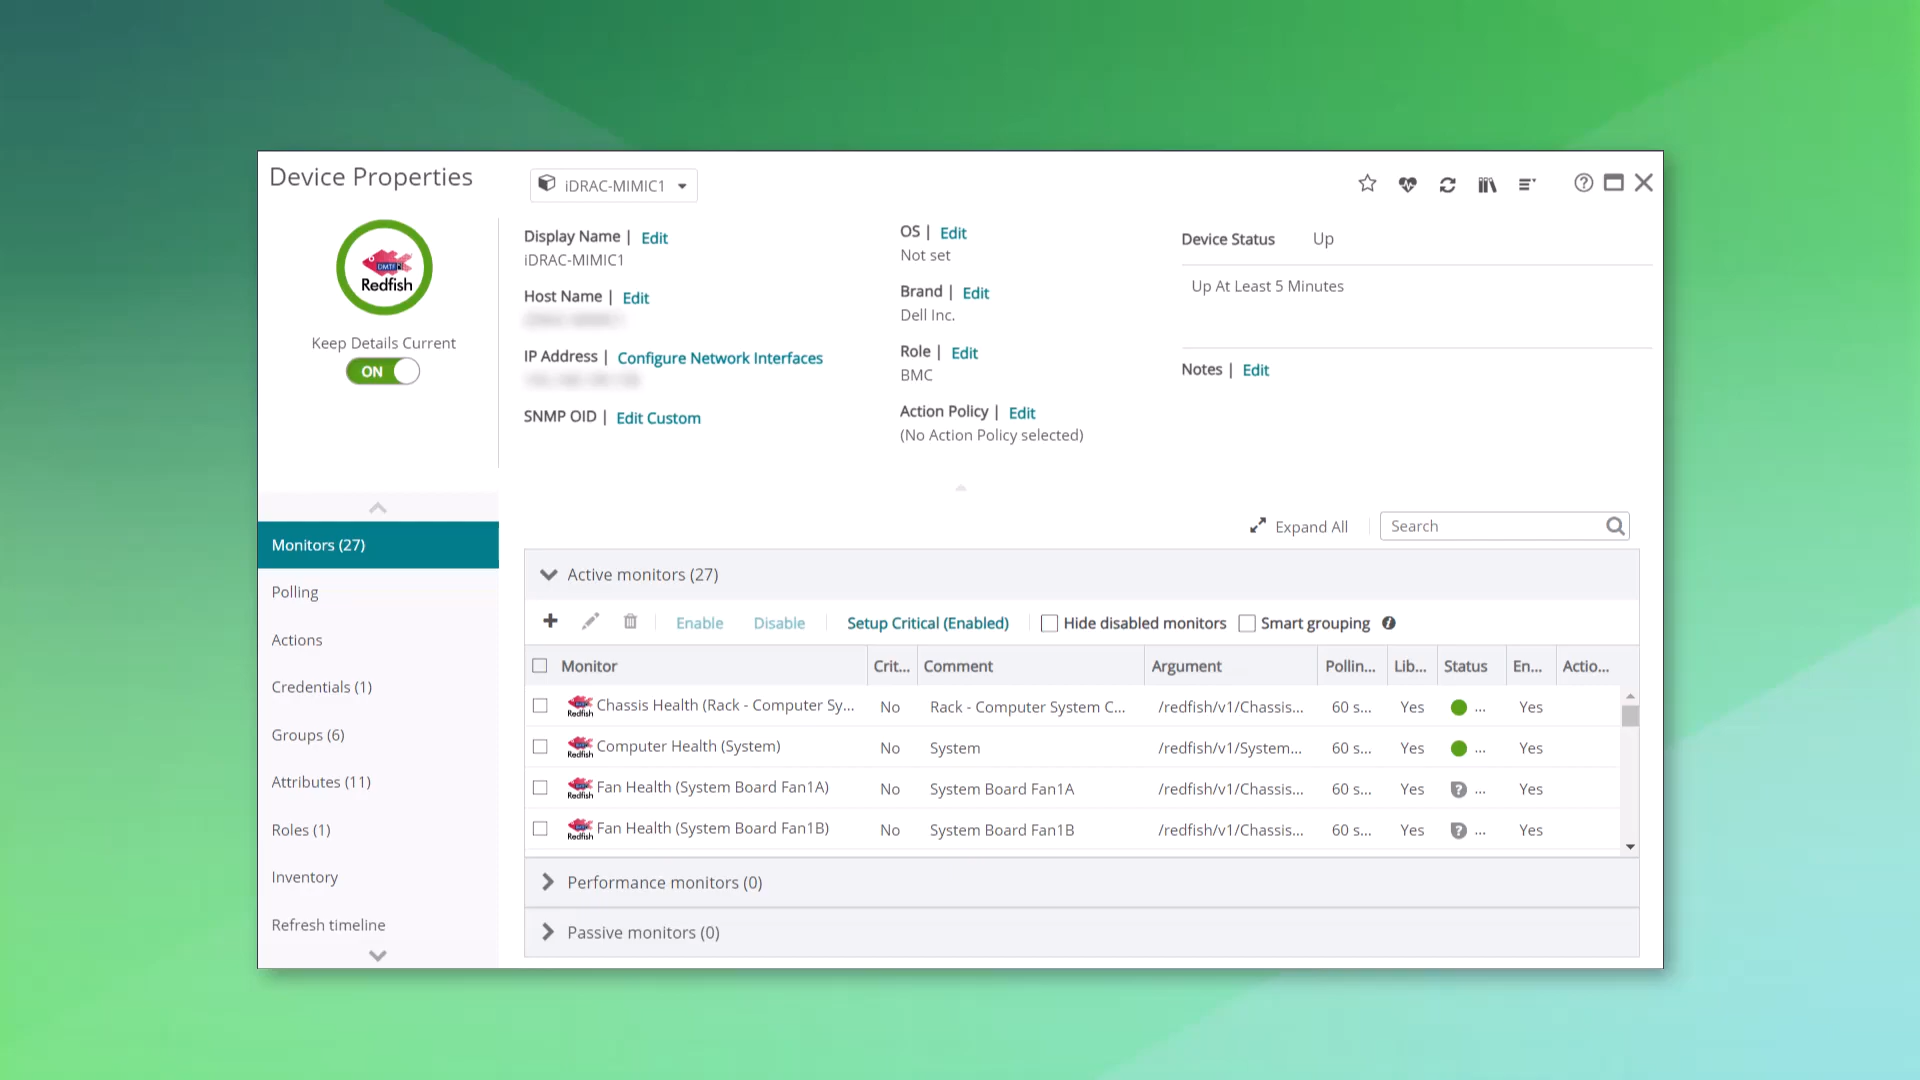 Device Properties
iDRAC-MIMIC1
DMTF
Redfish
Keep Details Current
ON
Display Name | Edit
iDRAC-MIMIC1
Host Name | Edit
IP Address | Configure Network Interfaces
SNMP OID | Edit Custom
OS | Edit
Not set
Brand | Edit
Dell Inc.
Role | Edit
BMC
Action Policy | Edit
(No Action Policy selected)
Device Status Up
Up At Least 5 Minutes
Notes | Edit
Monitors (27)
Polling
Actions
Credentials (1)
Groups (6)
Attributes (11)
Roles (1)
Inventory
Refresh timeline
Expand All Search
Active monitors (27)
Enable Disable Setup Critical (Enabled) Hide disabled monitors Smart grouping
Monitor Crit... Comment Argument Pollin... Lib... Status En... Actio...
Redfish Chassis Health (Rack - Computer Sy... No Rack - Computer System C... /redfish/v1/Chassis... 60 s... Yes ... Yes
Redfish Computer Health (System) No System /redfish/v1/System... 60 s... Yes ... Yes
Redfish Fan Health (System Board Fan1A) No System Board Fan1A /redfish/v1/Chassis... 60 s... Yes ? ... Yes
Redfish Fan Health (System Board Fan1B) No System Board Fan1B /redfish/v1/Chassis... 60 s... Yes ? ... Yes
Performance monitors (0)
Passive monitors (0)